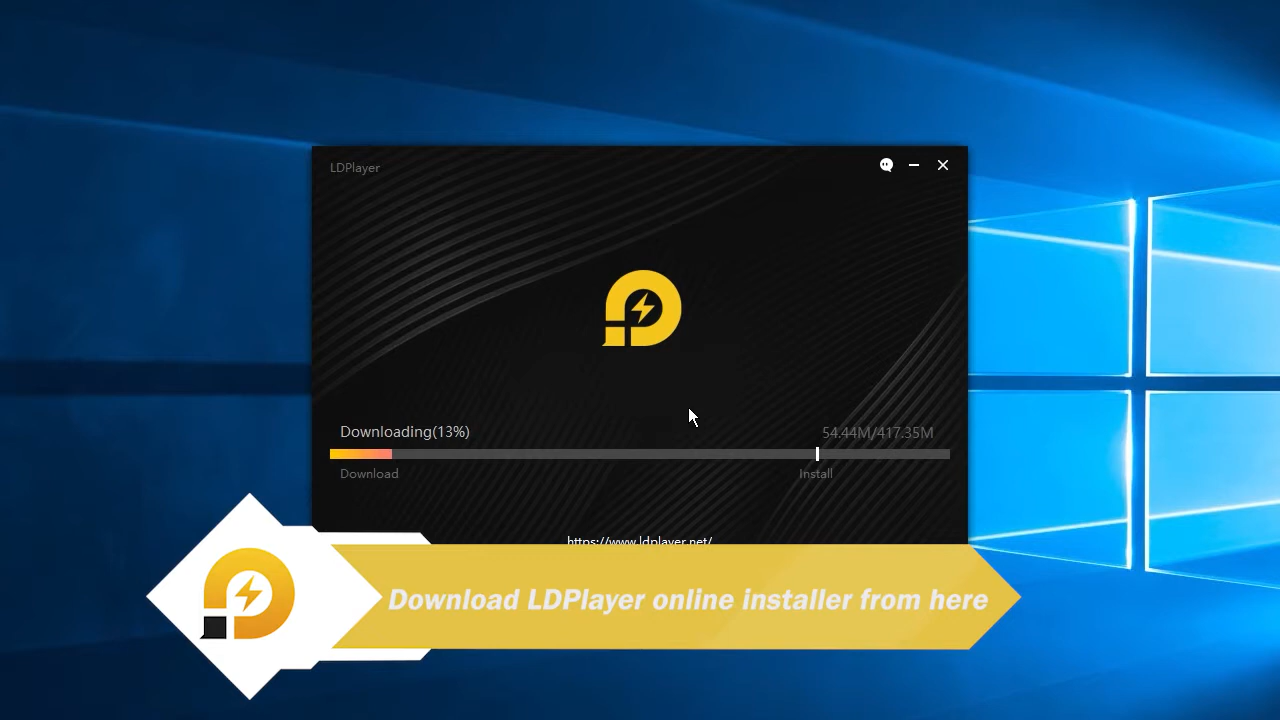 LDPlayer
Downloading(13%)
54.44M/417.35M
Download
Install
https://www.ldplayer.net/
Download LDPlayer online installer from here